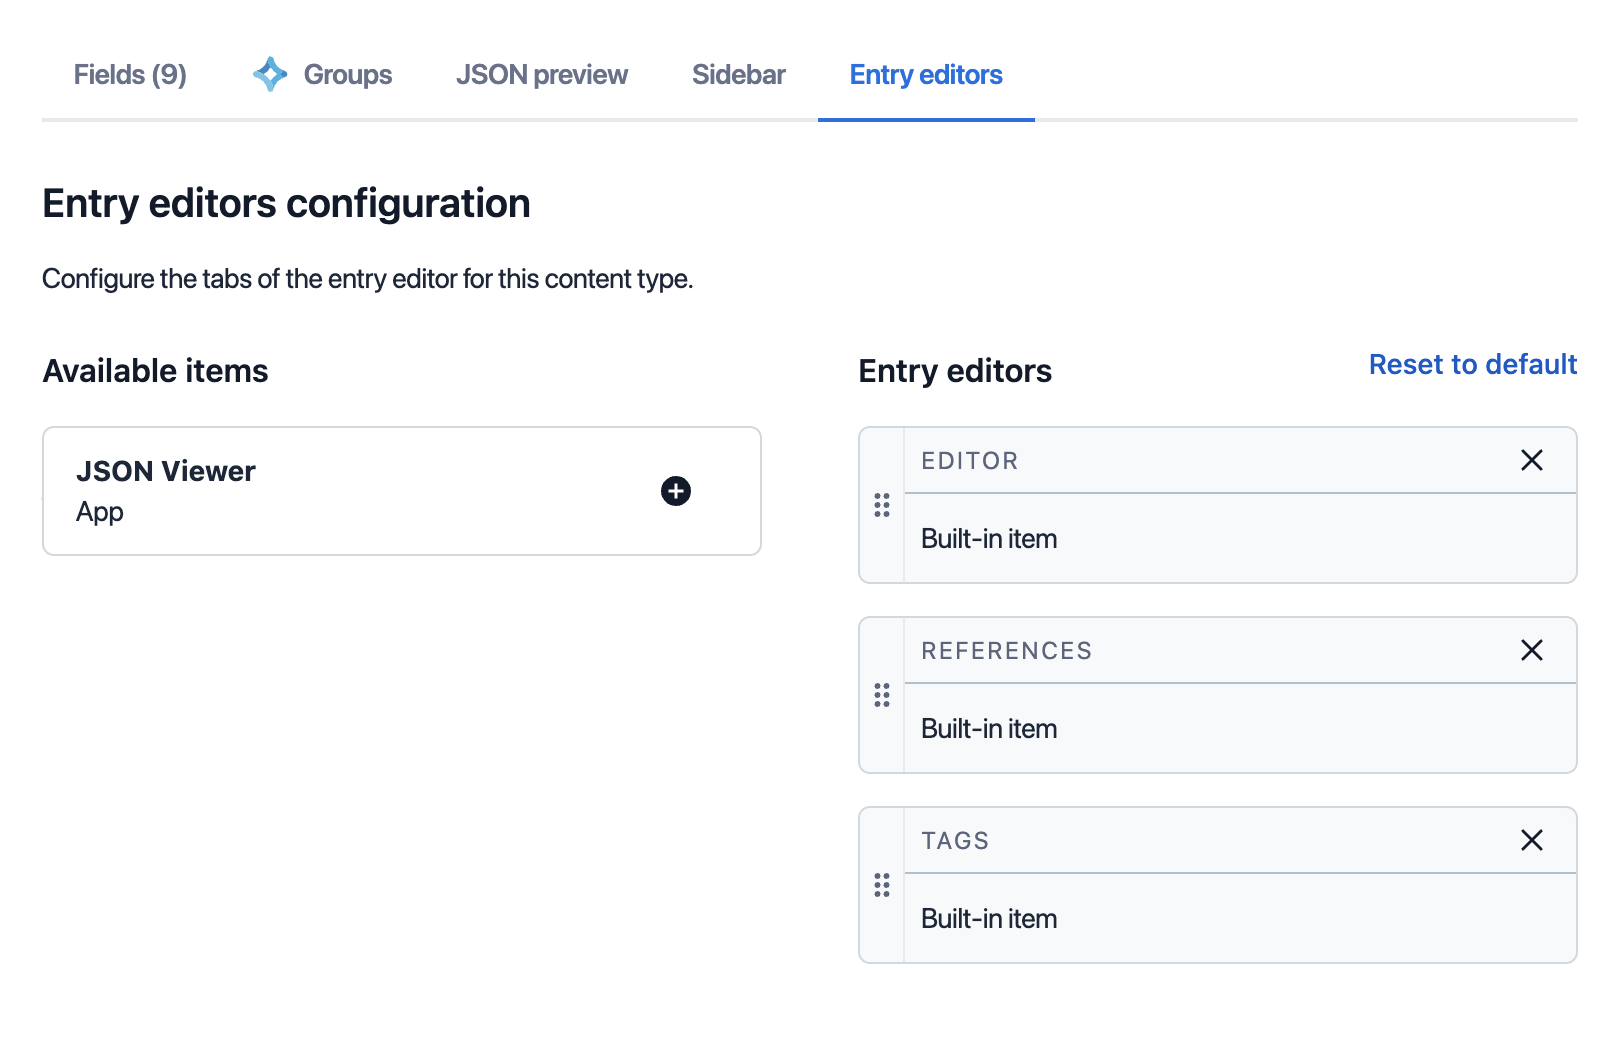 Fields (9)
Groups
JSON preview
Sidebar
Entry editors
Entry editors configuration
Configure the tabs of the entry editor for this content type.
Available items
JSON Viewer
App
Entry editors
Reset to default
EDITOR
Built-in item
REFERENCES
Built-in item
TAGS
Built-in item